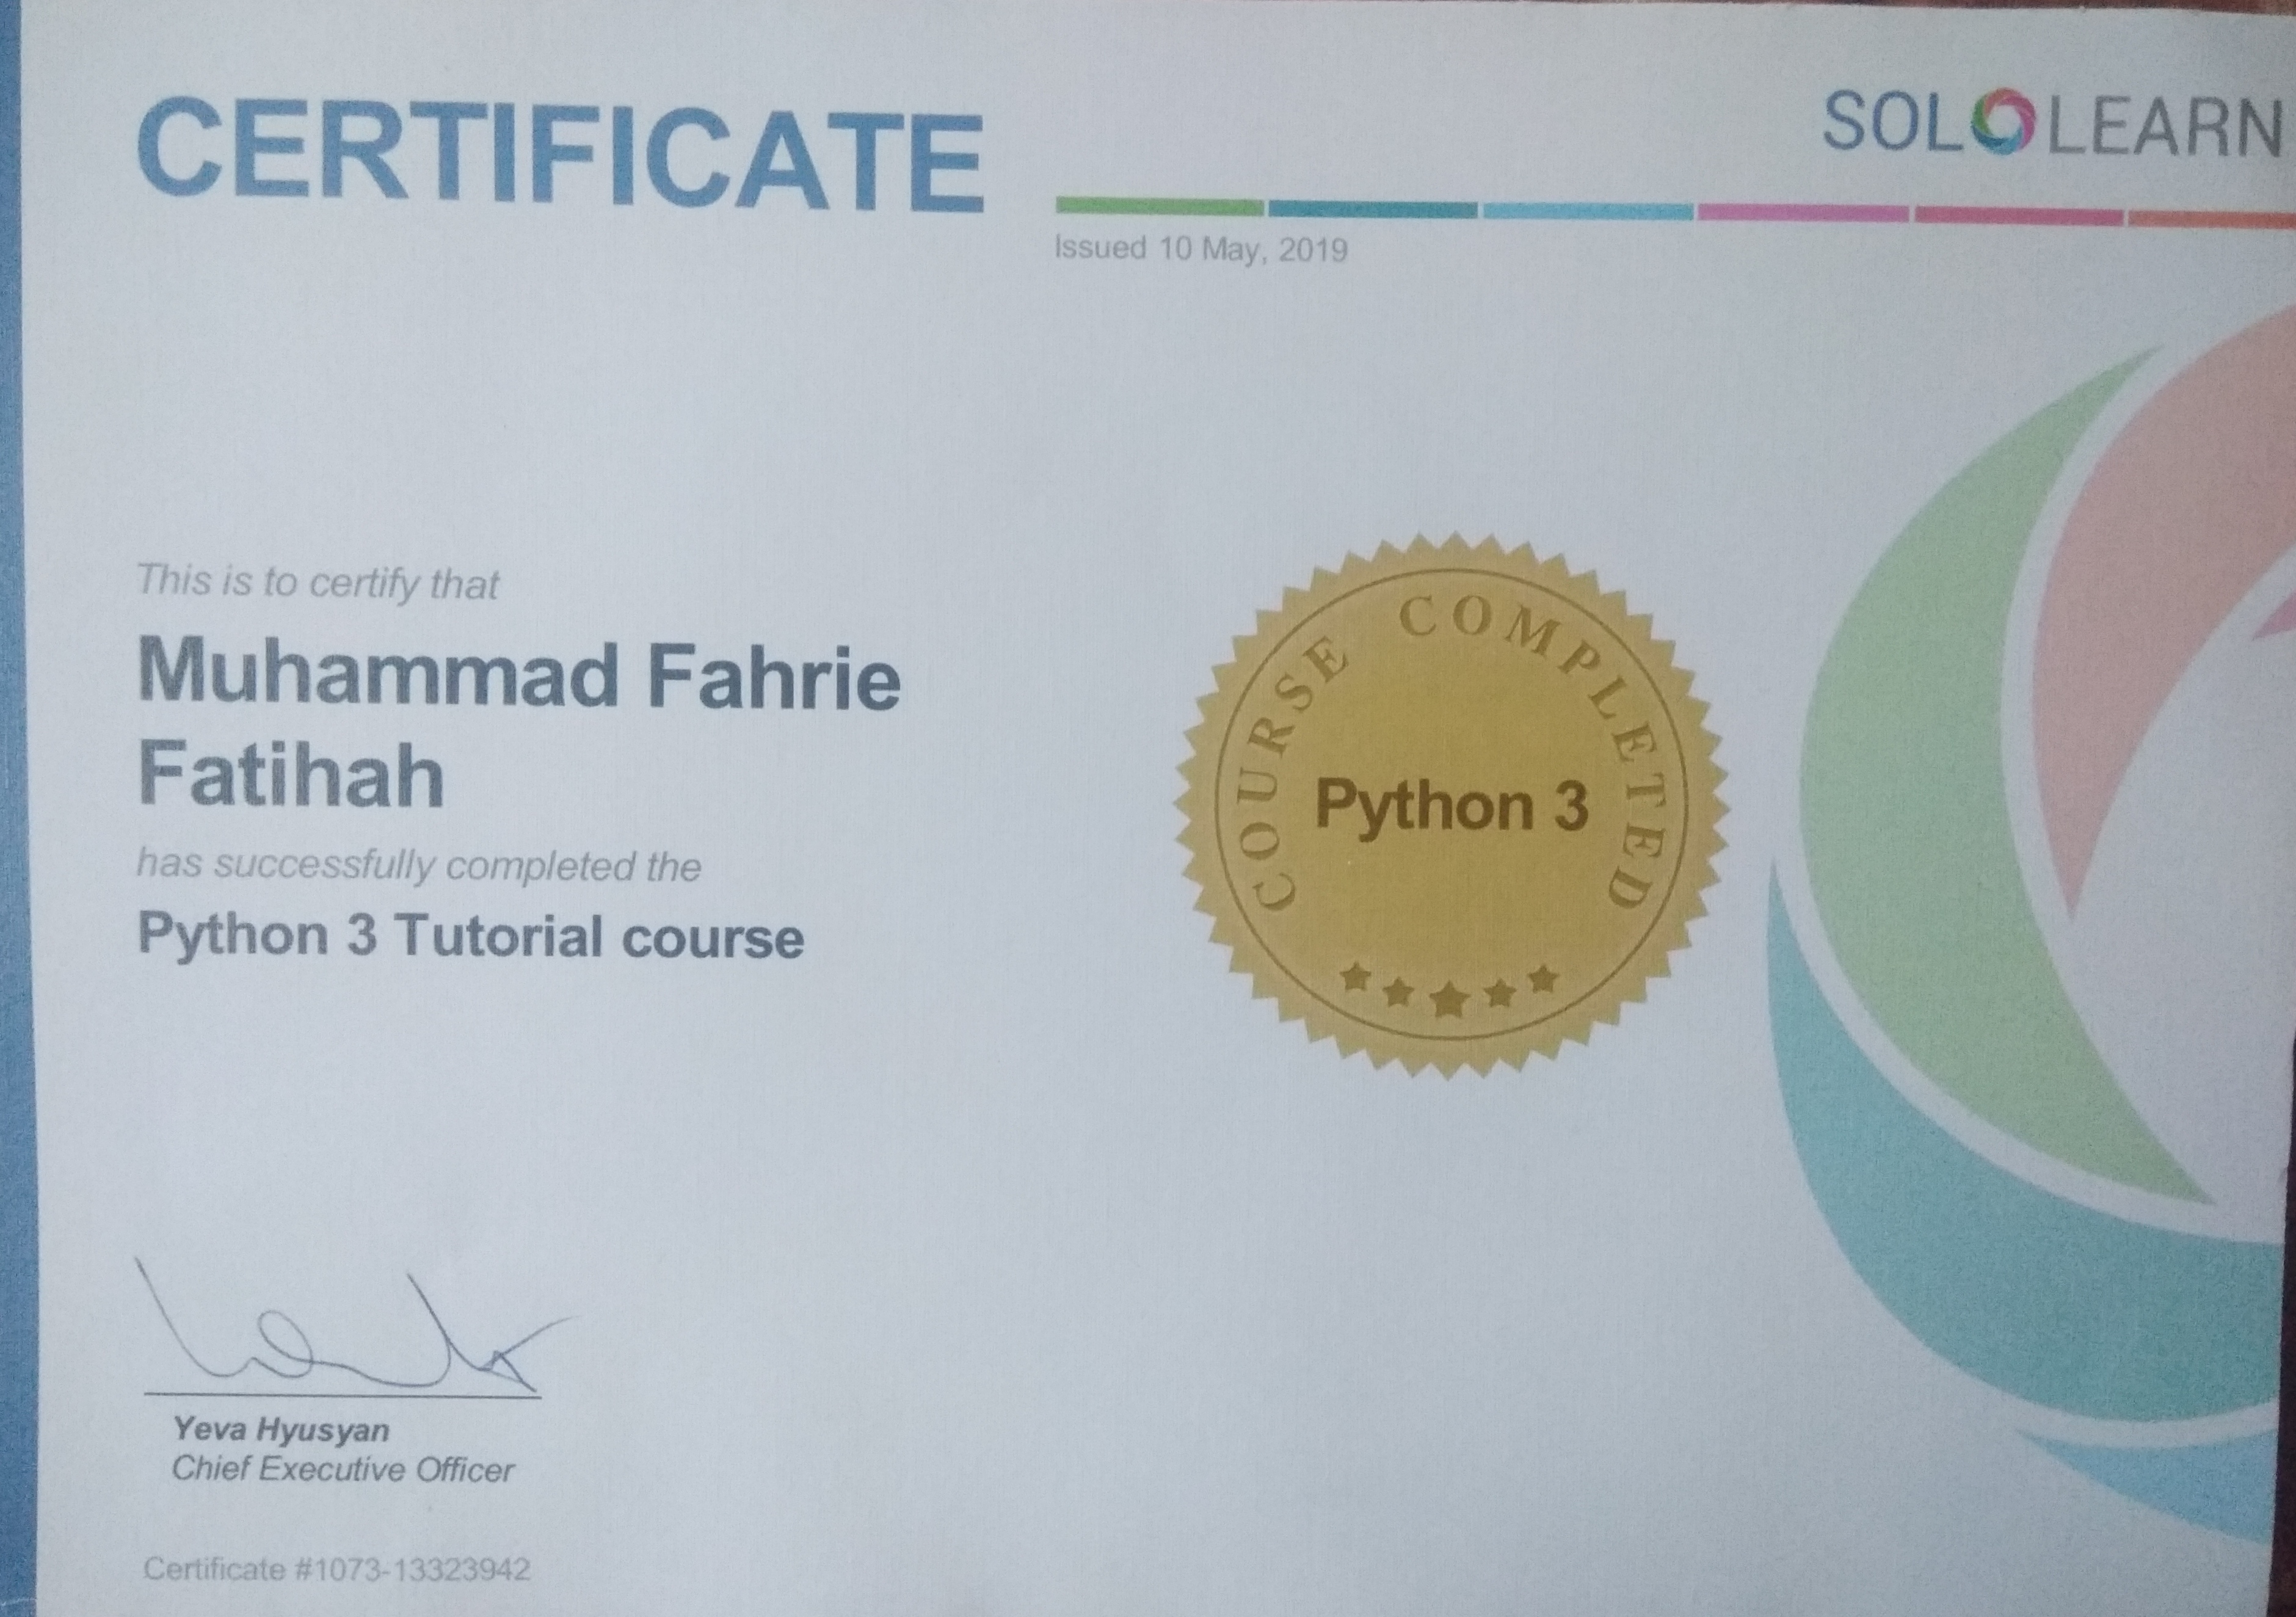 CERTIFICATE
SOLOLEARN
Issued 10 May, 2019
This is to certify that
Muhammad Fahrie
Fatihah
has successfully completed the
Python 3 Tutorial course
COURSE COMPLETED
Python 3
Yeva Hyusyan
Chief Executive Officer
Certificate #1073-13323942